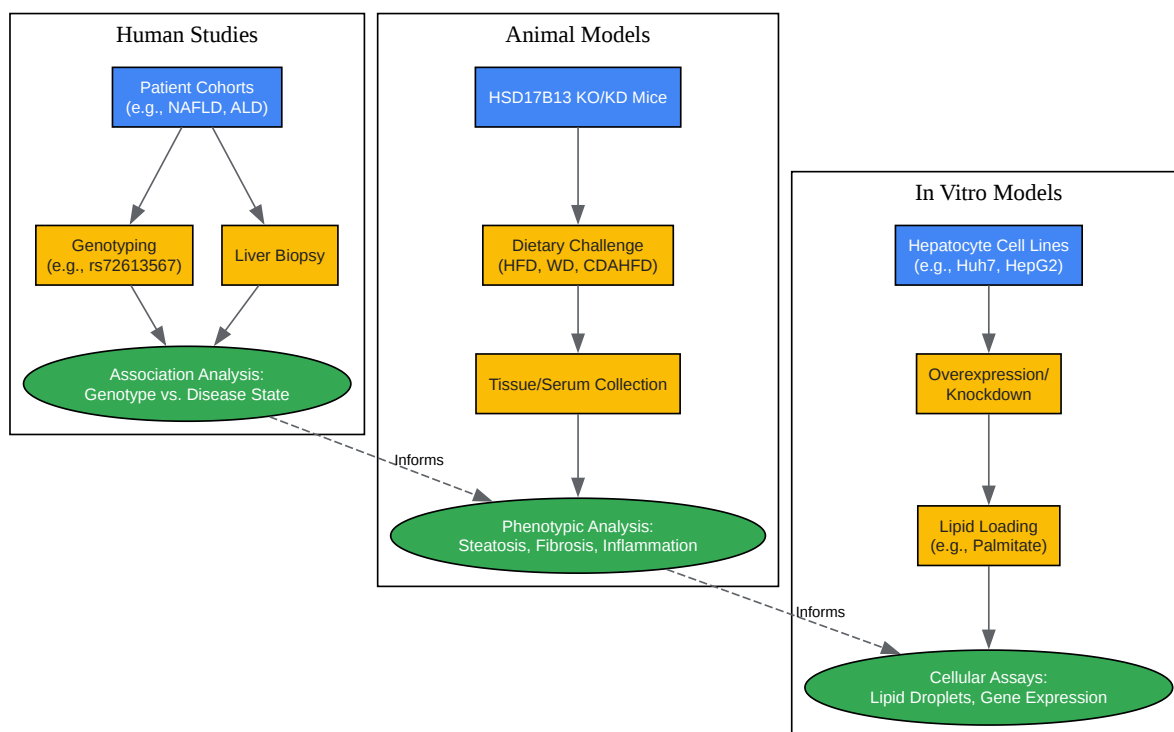 Human Studies
Patient Cohorts
(e.g., NAFLD, ALD)
Genotyping
(e.g., rs72613567)
Liver Biopsy
Association Analysis:
Genotype vs. Disease State
Informs
Animal Models
HSD17B13 KO/KD Mice
Dietary Challenge
(HFD, WD, CDAHFD)
Tissue/Serum Collection
Phenotypic Analysis:
Steatosis, Fibrosis, Inflammation
Informs
In Vitro Models
Hepatocyte Cell Lines
(e.g., Huh7, HepG2)
Overexpression/
Knockdown
Lipid Loading
(e.g., Palmitate)
Cellular Assays:
Lipid Droplets, Gene Expression